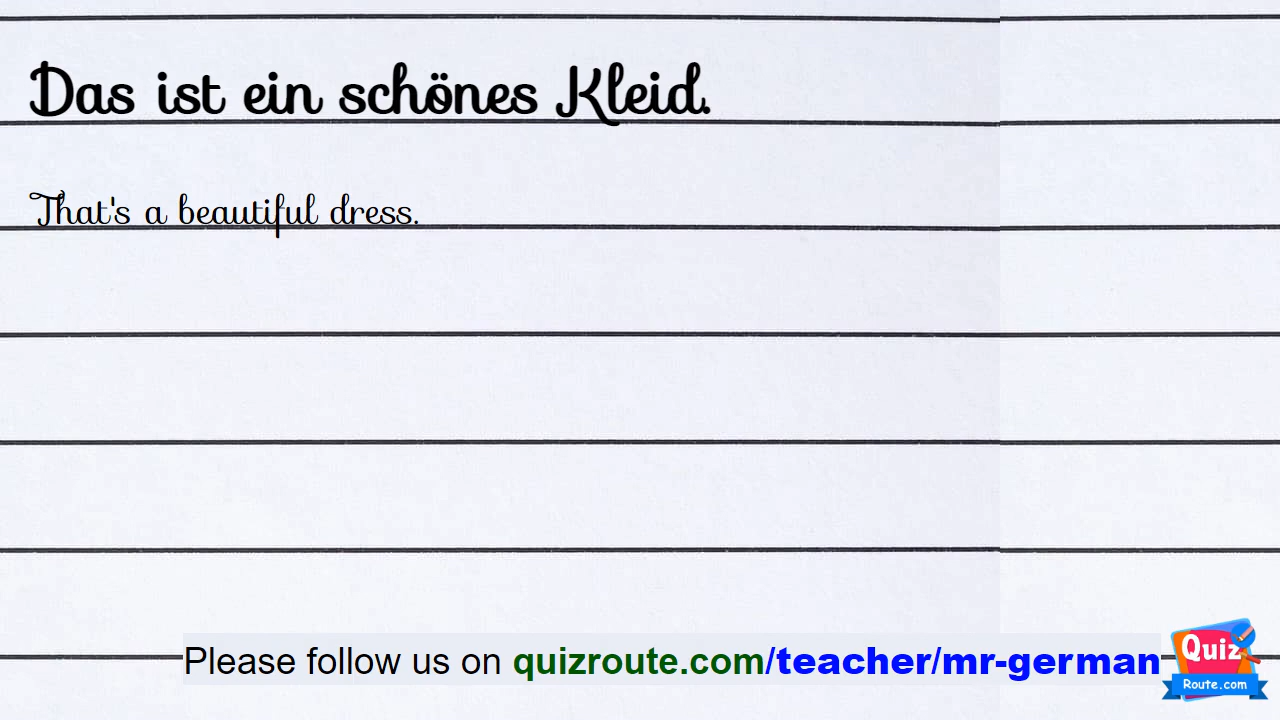 Das ist ein schönes Kleid.
That's a beautiful dress.
Please follow us on quizroute.com/teacher/mr-german
Quiz
Route.com